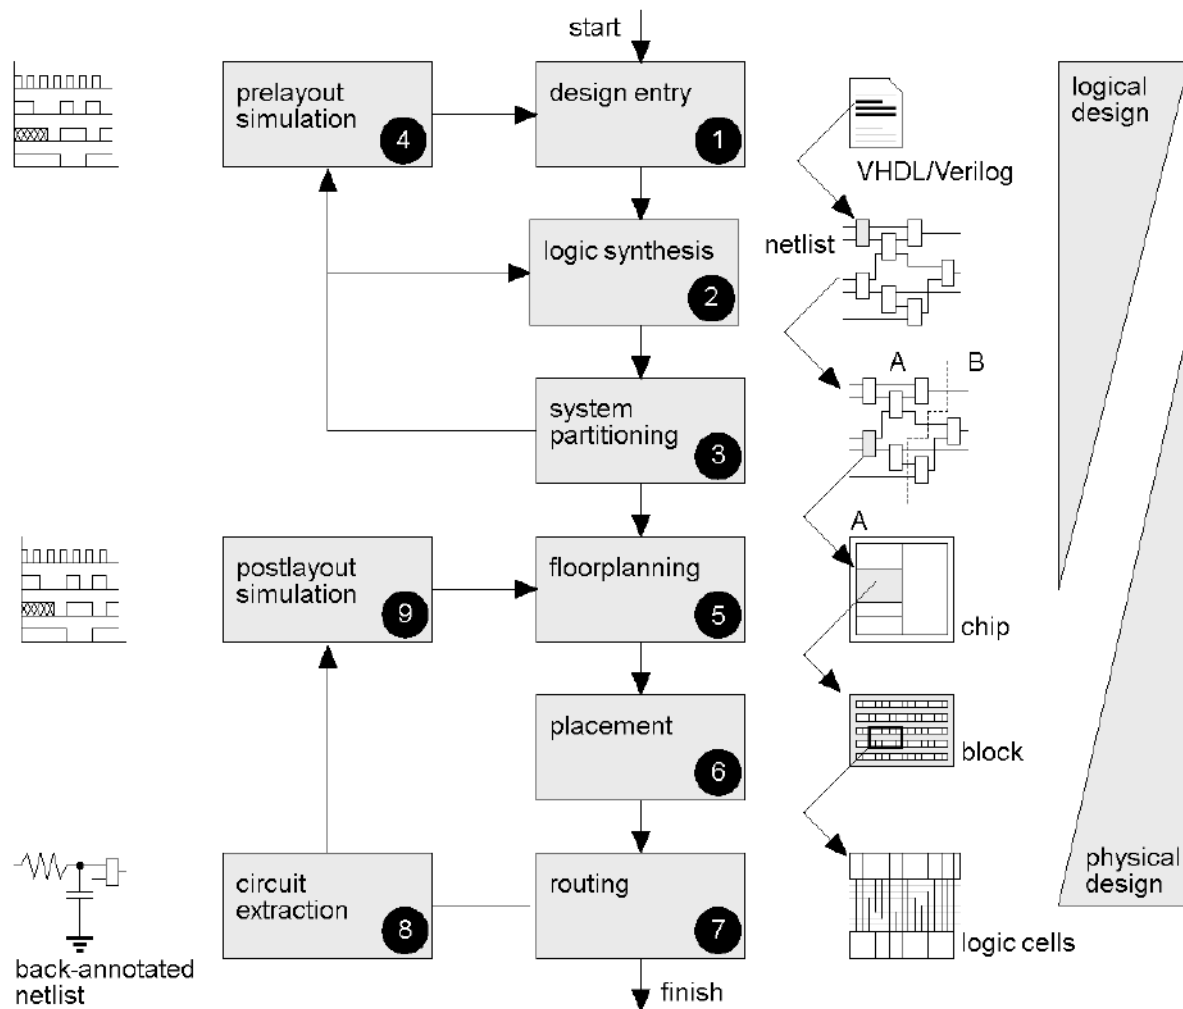 start
prelayout
simulation
4
design entry
1
VHDL/Verilog
logical
design
logic synthesis
2
netlist
system
partitioning
3
A
B
postlayout
simulation
9
floorplanning
5
A
chip
placement
6
block
circuit
extraction
8
routing
7
logic cells
physical
design
back-annotated
netlist
finish